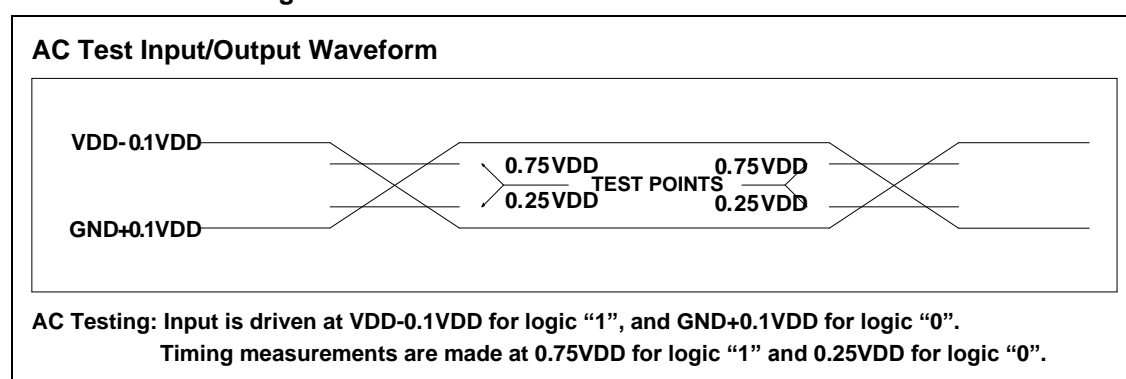 AC Test Input/Output Waveform
VDD-0.1VDD
0.75VDD 0.75VDD
TEST POINTS
0.25VDD 0.25VDD
GND+0.1VDD
AC Testing: Input is driven at VDD-0.1VDD for logic “1”, and GND+0.1VDD for logic “0”.
Timing measurements are made at 0.75VDD for logic “1” and 0.25VDD for logic “0”.